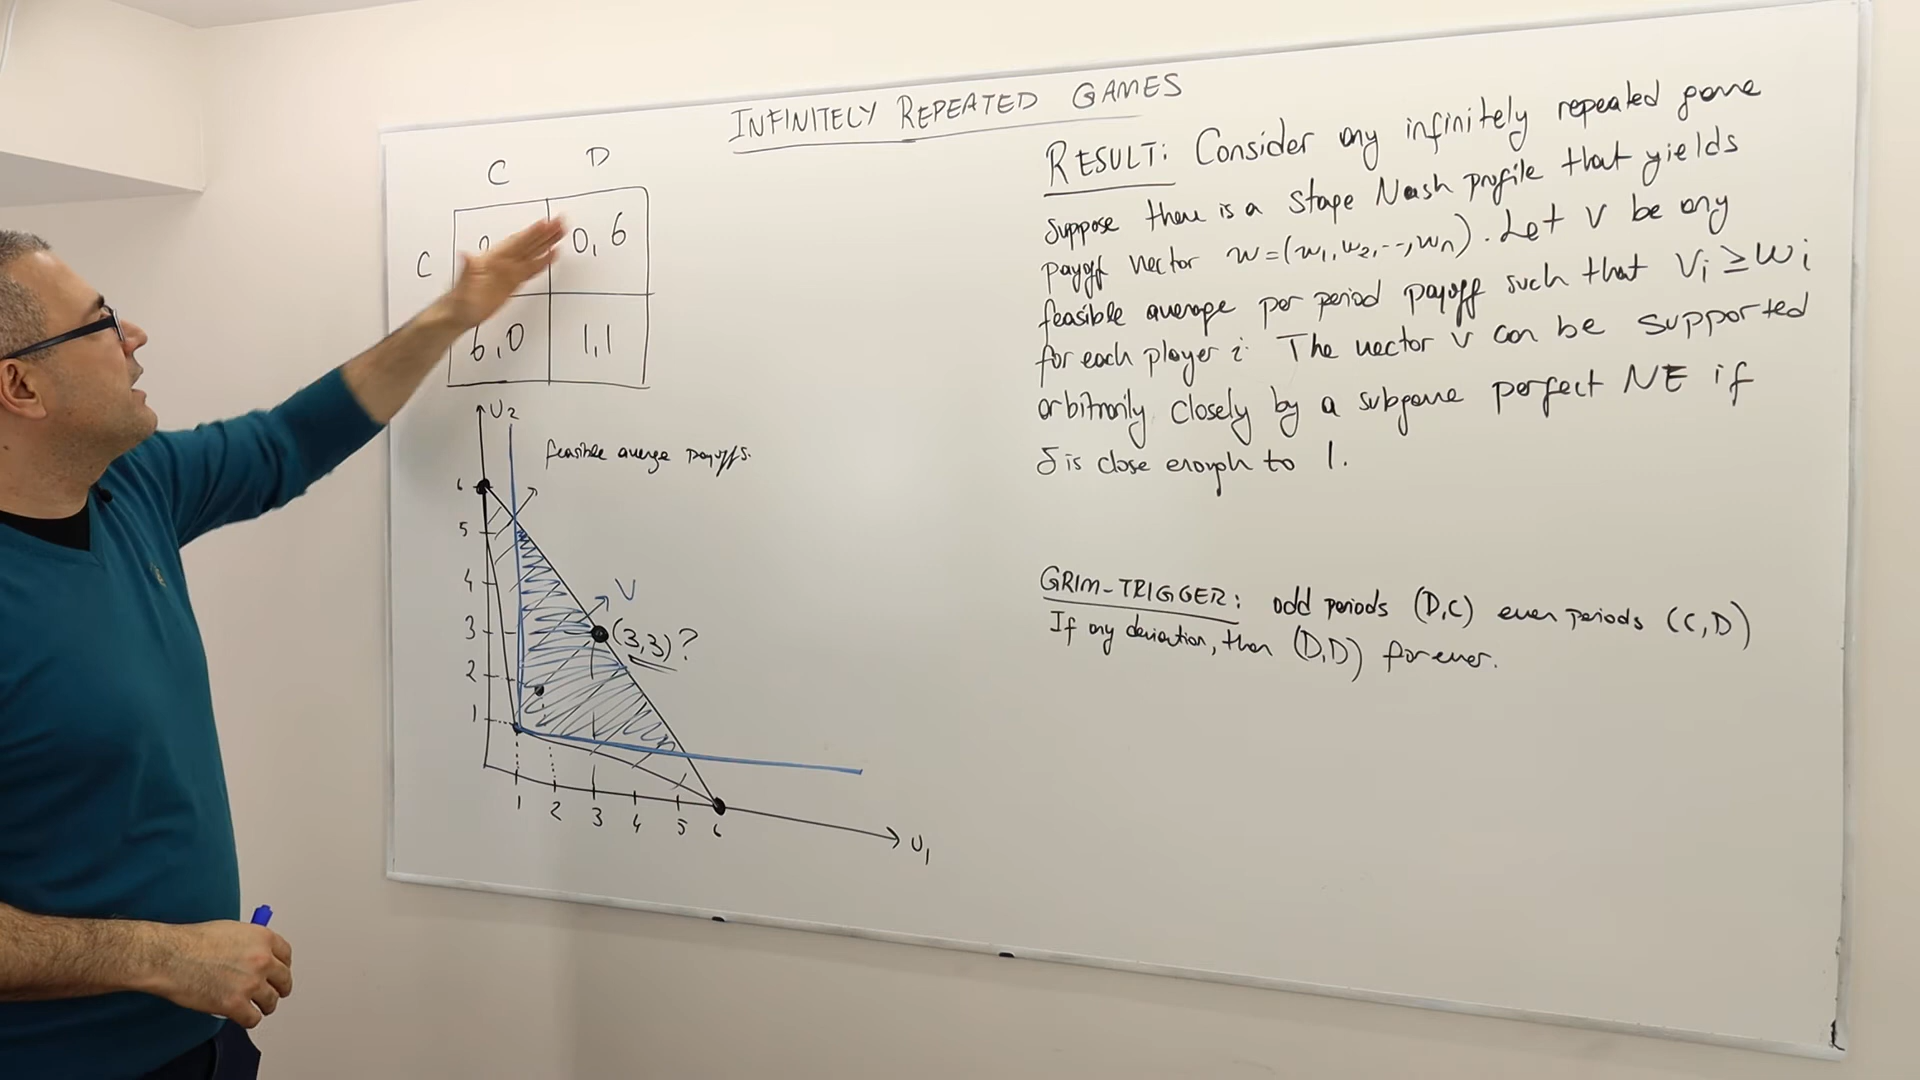 INFINITELY REPEATED GAMES
C D
C
0, 6
6, 0
1,1
U2
feasible average payoffs.
6
5
4
3
2
1
V
(3,3)?
1 2 3 4 5 6
U1
RESULT: Consider any infinitely repeated game
Suppose there is a stage Nash profile that yields
payoff vector w=(w1,w2,--,wn). Let V be any
feasible average per period payoff such that Vi≥wi
for each player i. The vector v can be supported
arbitrarily closely by a subgame perfect NE if
δ is close enough to 1.
GRIM-TRIGGER: odd periods (D,C) even periods (C,D)
If any deviation, then (D,D) forever.